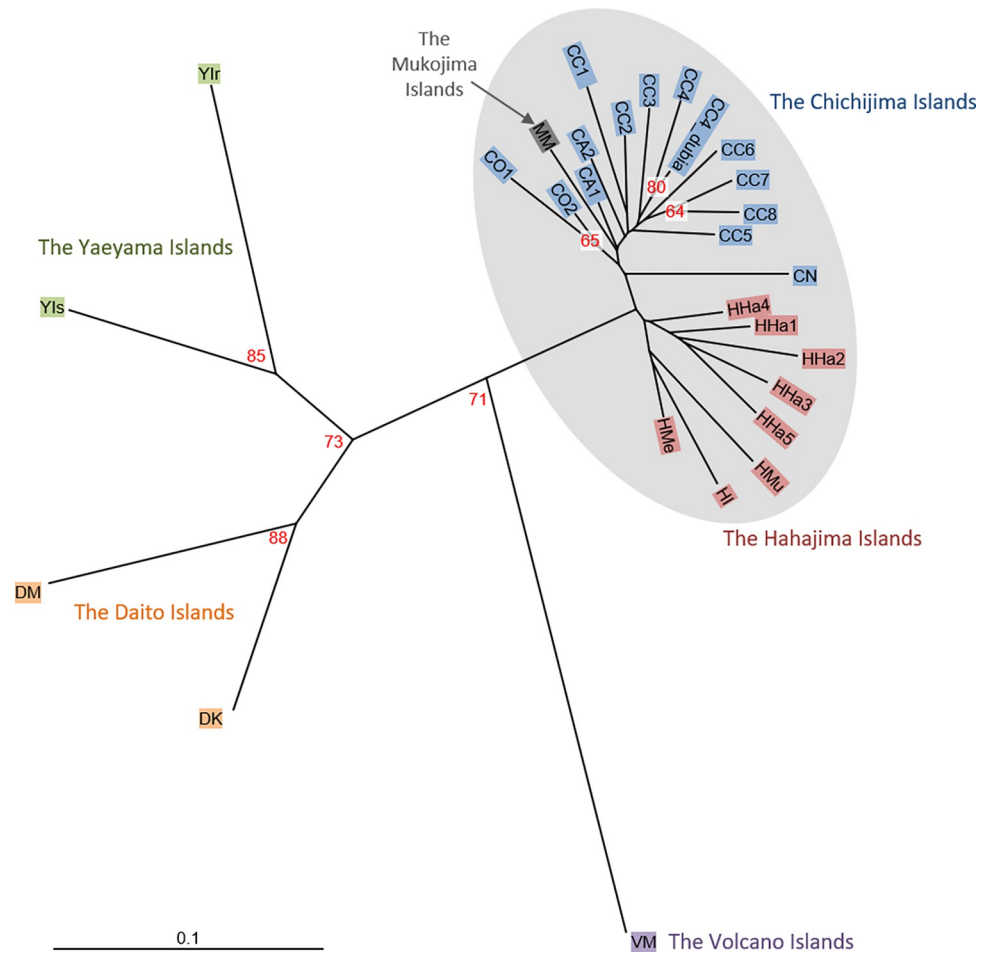 The
Mukojima
Islands
YIr
CC1
CC3
CC4
CC2
CC4_dubia
The Chichijima Islands
MM
CA2
CO1
CA1
CO2
CC6
80
CC7
64
CC8
65
CC5
The Yaeyama Islands
CN
YIs
HHa4
HHa1
85
HHa2
71
HHa3
HHa5
73
HMe
HMu
HI
88
The Hahajima Islands
DM
The Daito Islands
DK
0.1
VM
The Volcano Islands